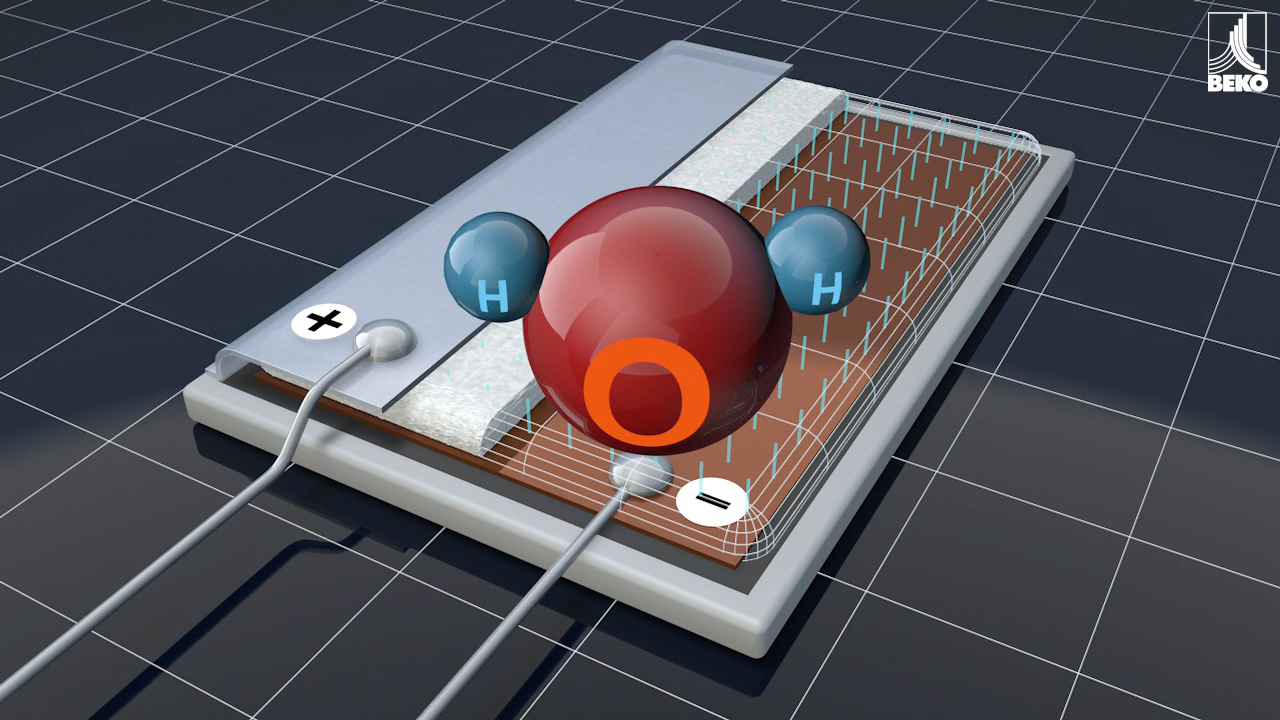 BEKO
H
H
O
+
=